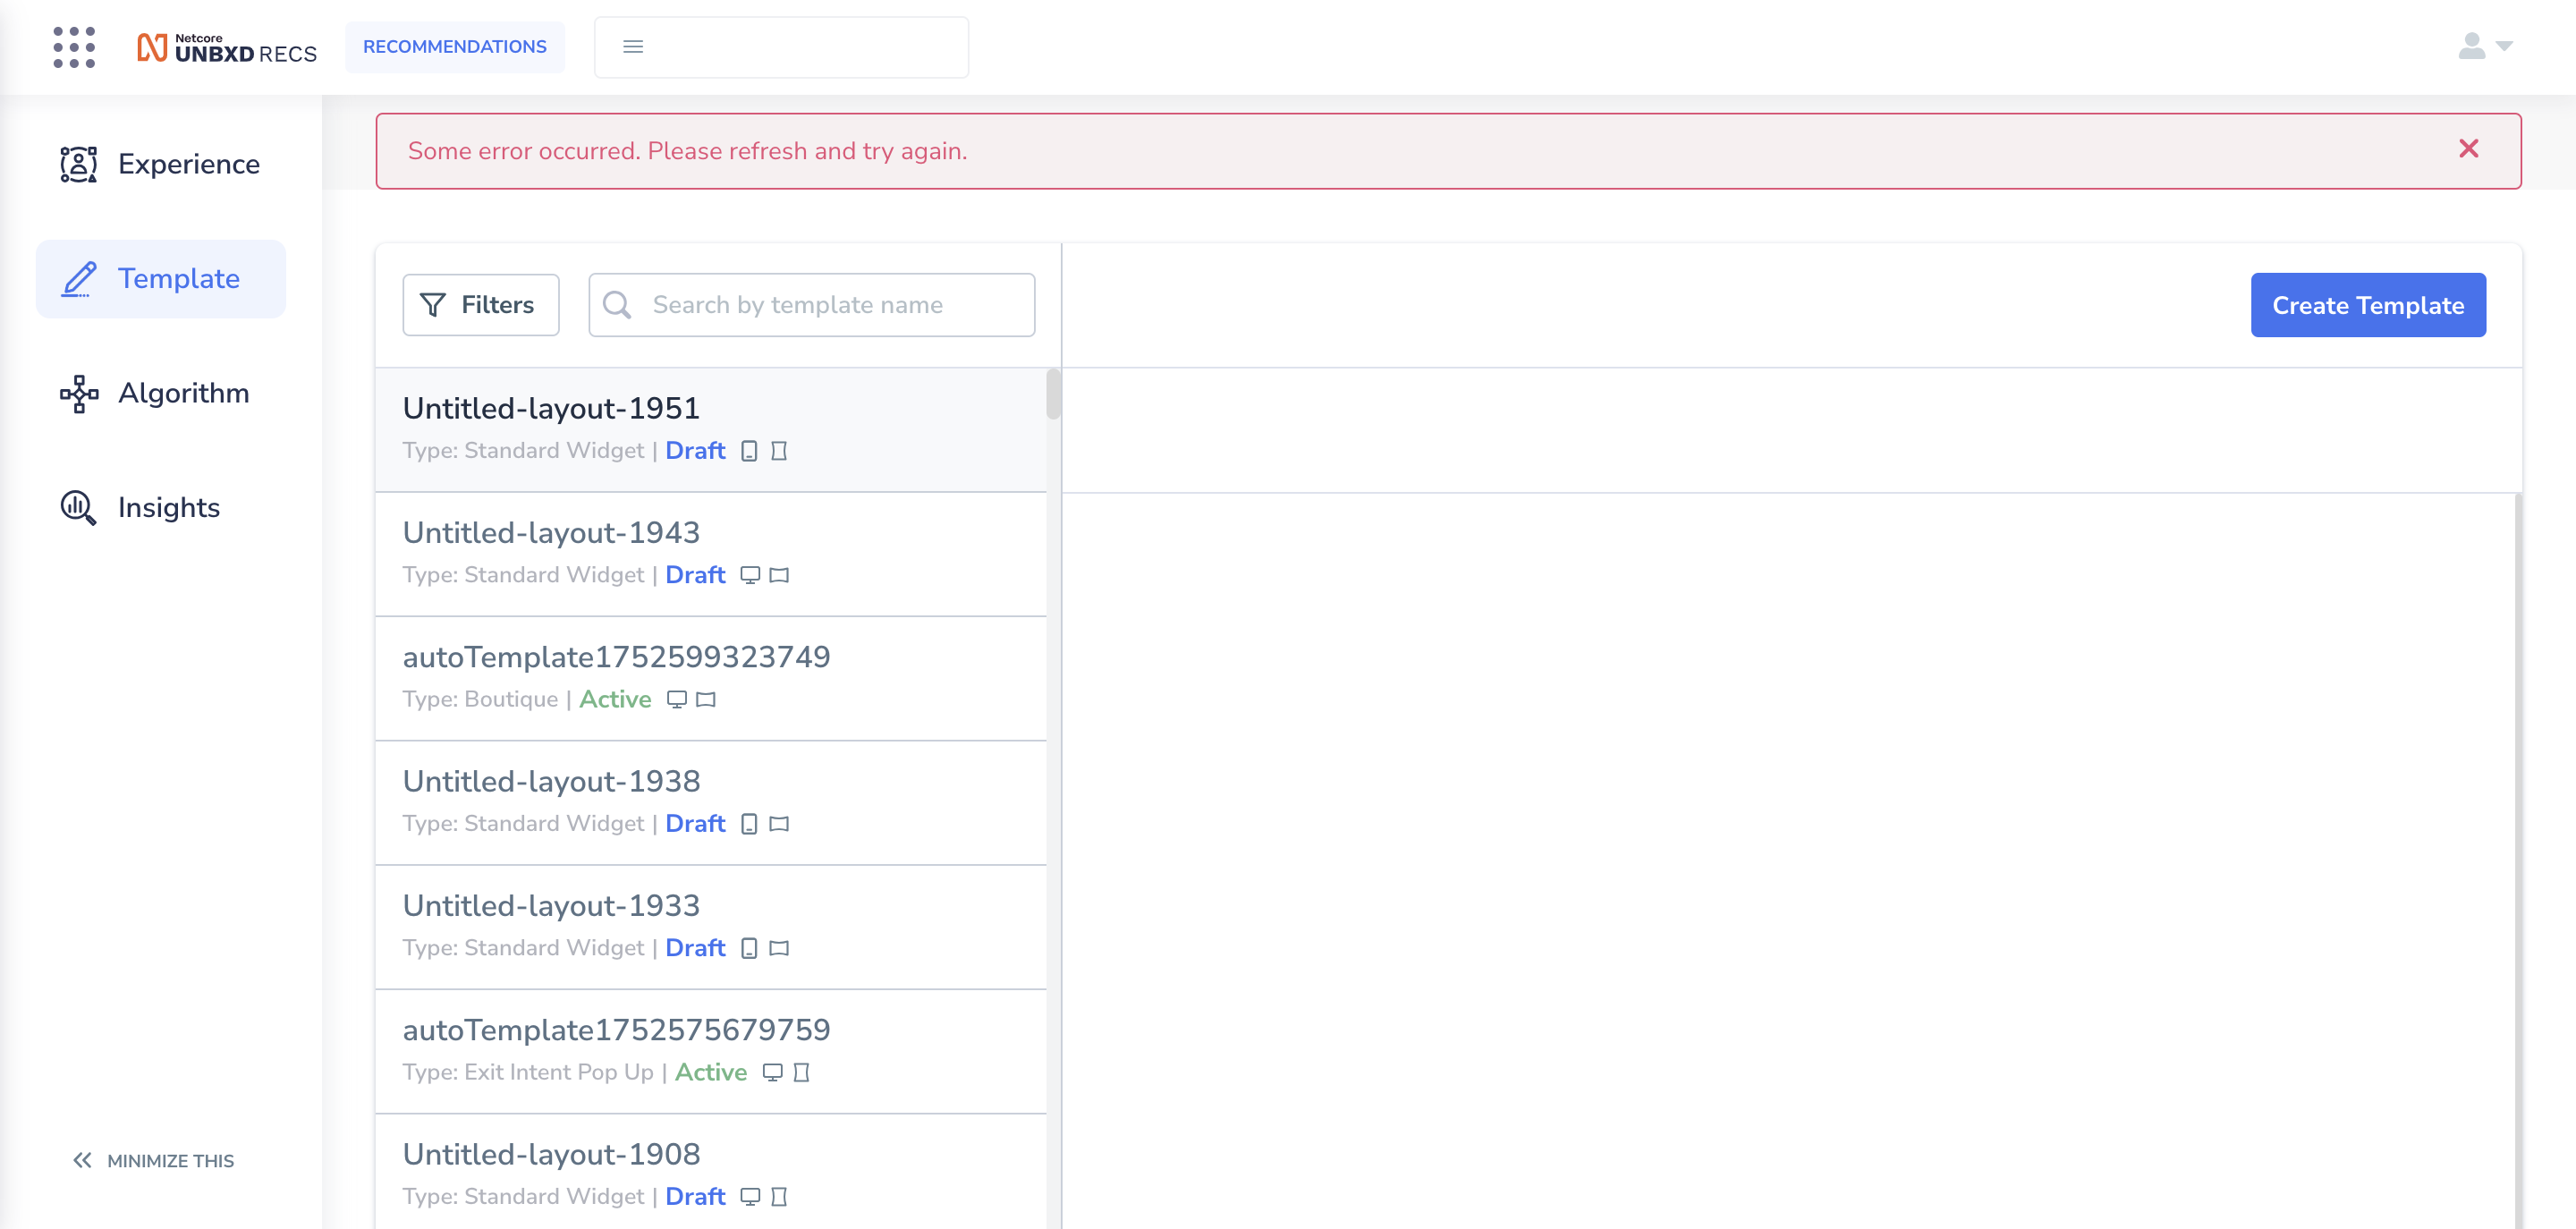 Netcore
UNBXD RECS
RECOMMENDATIONS
Experience
Template
Algorithm
Insights
MINIMIZE THIS
Some error occurred. Please refresh and try again.
Filters
Search by template name
Create Template
Untitled-layout-1951
Type: Standard Widget | Draft
Untitled-layout-1943
Type: Standard Widget | Draft
autoTemplate1752599323749
Type: Boutique | Active
Untitled-layout-1938
Type: Standard Widget | Draft
Untitled-layout-1933
Type: Standard Widget | Draft
autoTemplate1752575679759
Type: Exit Intent Pop Up | Active
Untitled-layout-1908
Type: Standard Widget | Draft